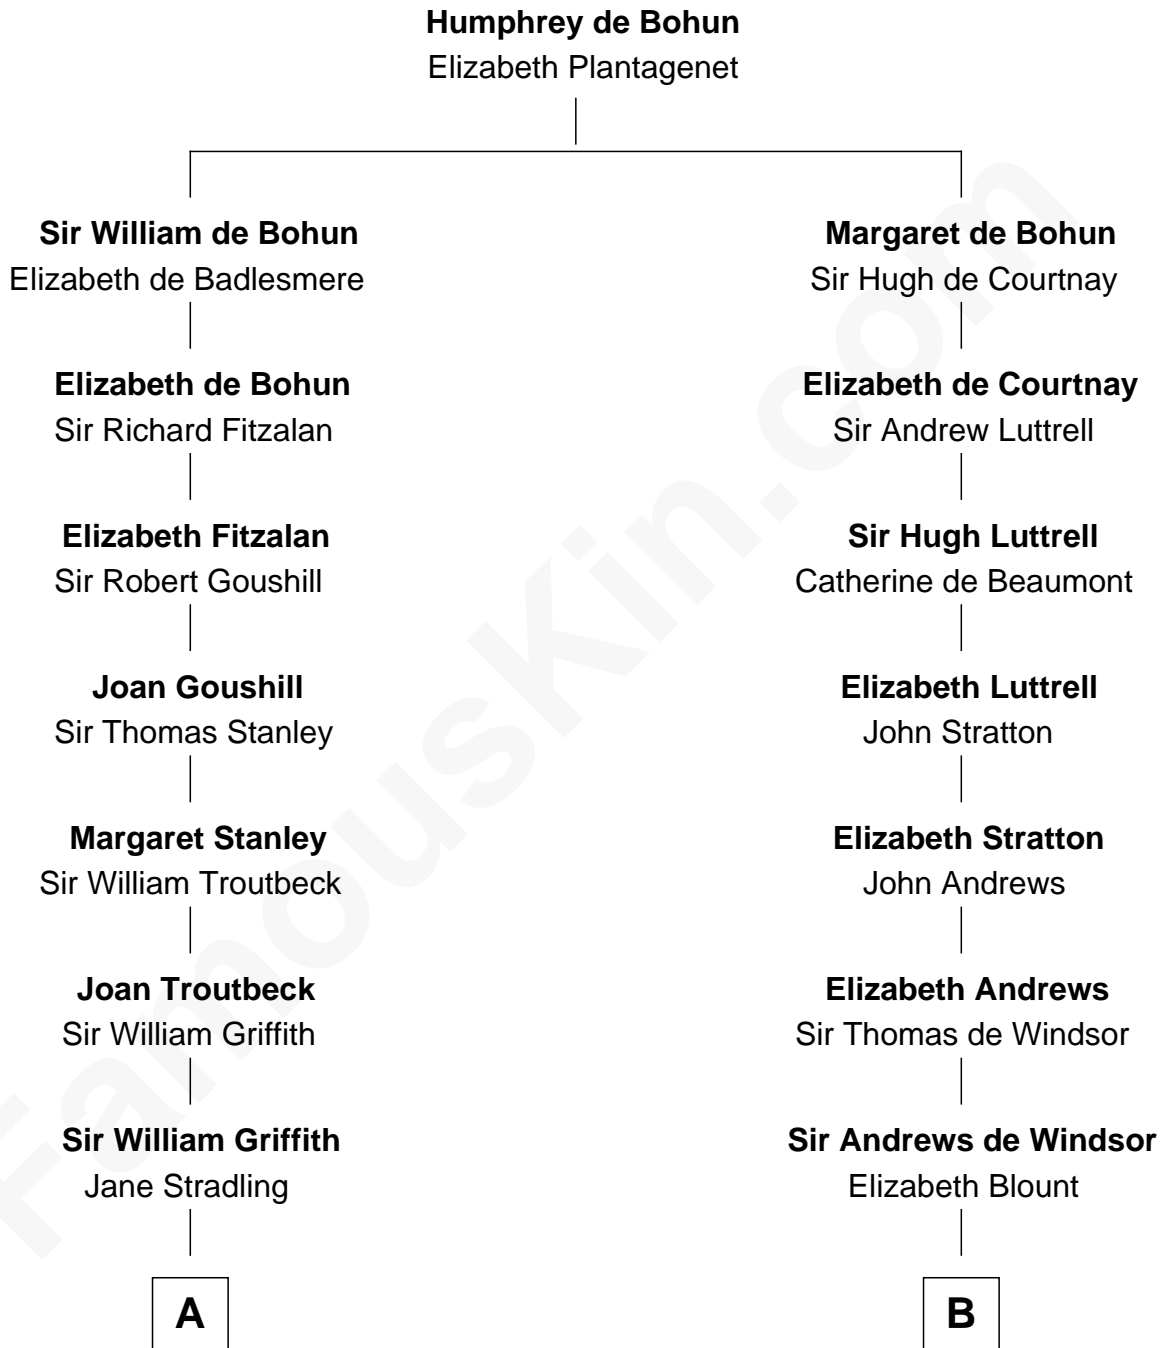 Humphrey de Bohun
Elizabeth Plantagenet
Sir William de Bohun
Elizabeth de Badlesmere
Margaret de Bohun
Sir Hugh de Courtnay
Elizabeth de Bohun
Sir Richard Fitzalan
Elizabeth de Courtnay
Sir Andrew Luttrell
Elizabeth Fitzalan
Sir Robert Goushill
Sir Hugh Luttrell
Catherine de Beaumont
Joan Goushill
Sir Thomas Stanley
Elizabeth Luttrell
John Stratton
Margaret Stanley
Sir William Troutbeck
Elizabeth Stratton
John Andrews
Joan Troutbeck
Sir William Griffith
Elizabeth Andrews
Sir Thomas de Windsor
Sir William Griffith
Jane Stradling
Sir Andrews de Windsor
Elizabeth Blount
A
B
FamousKin.com